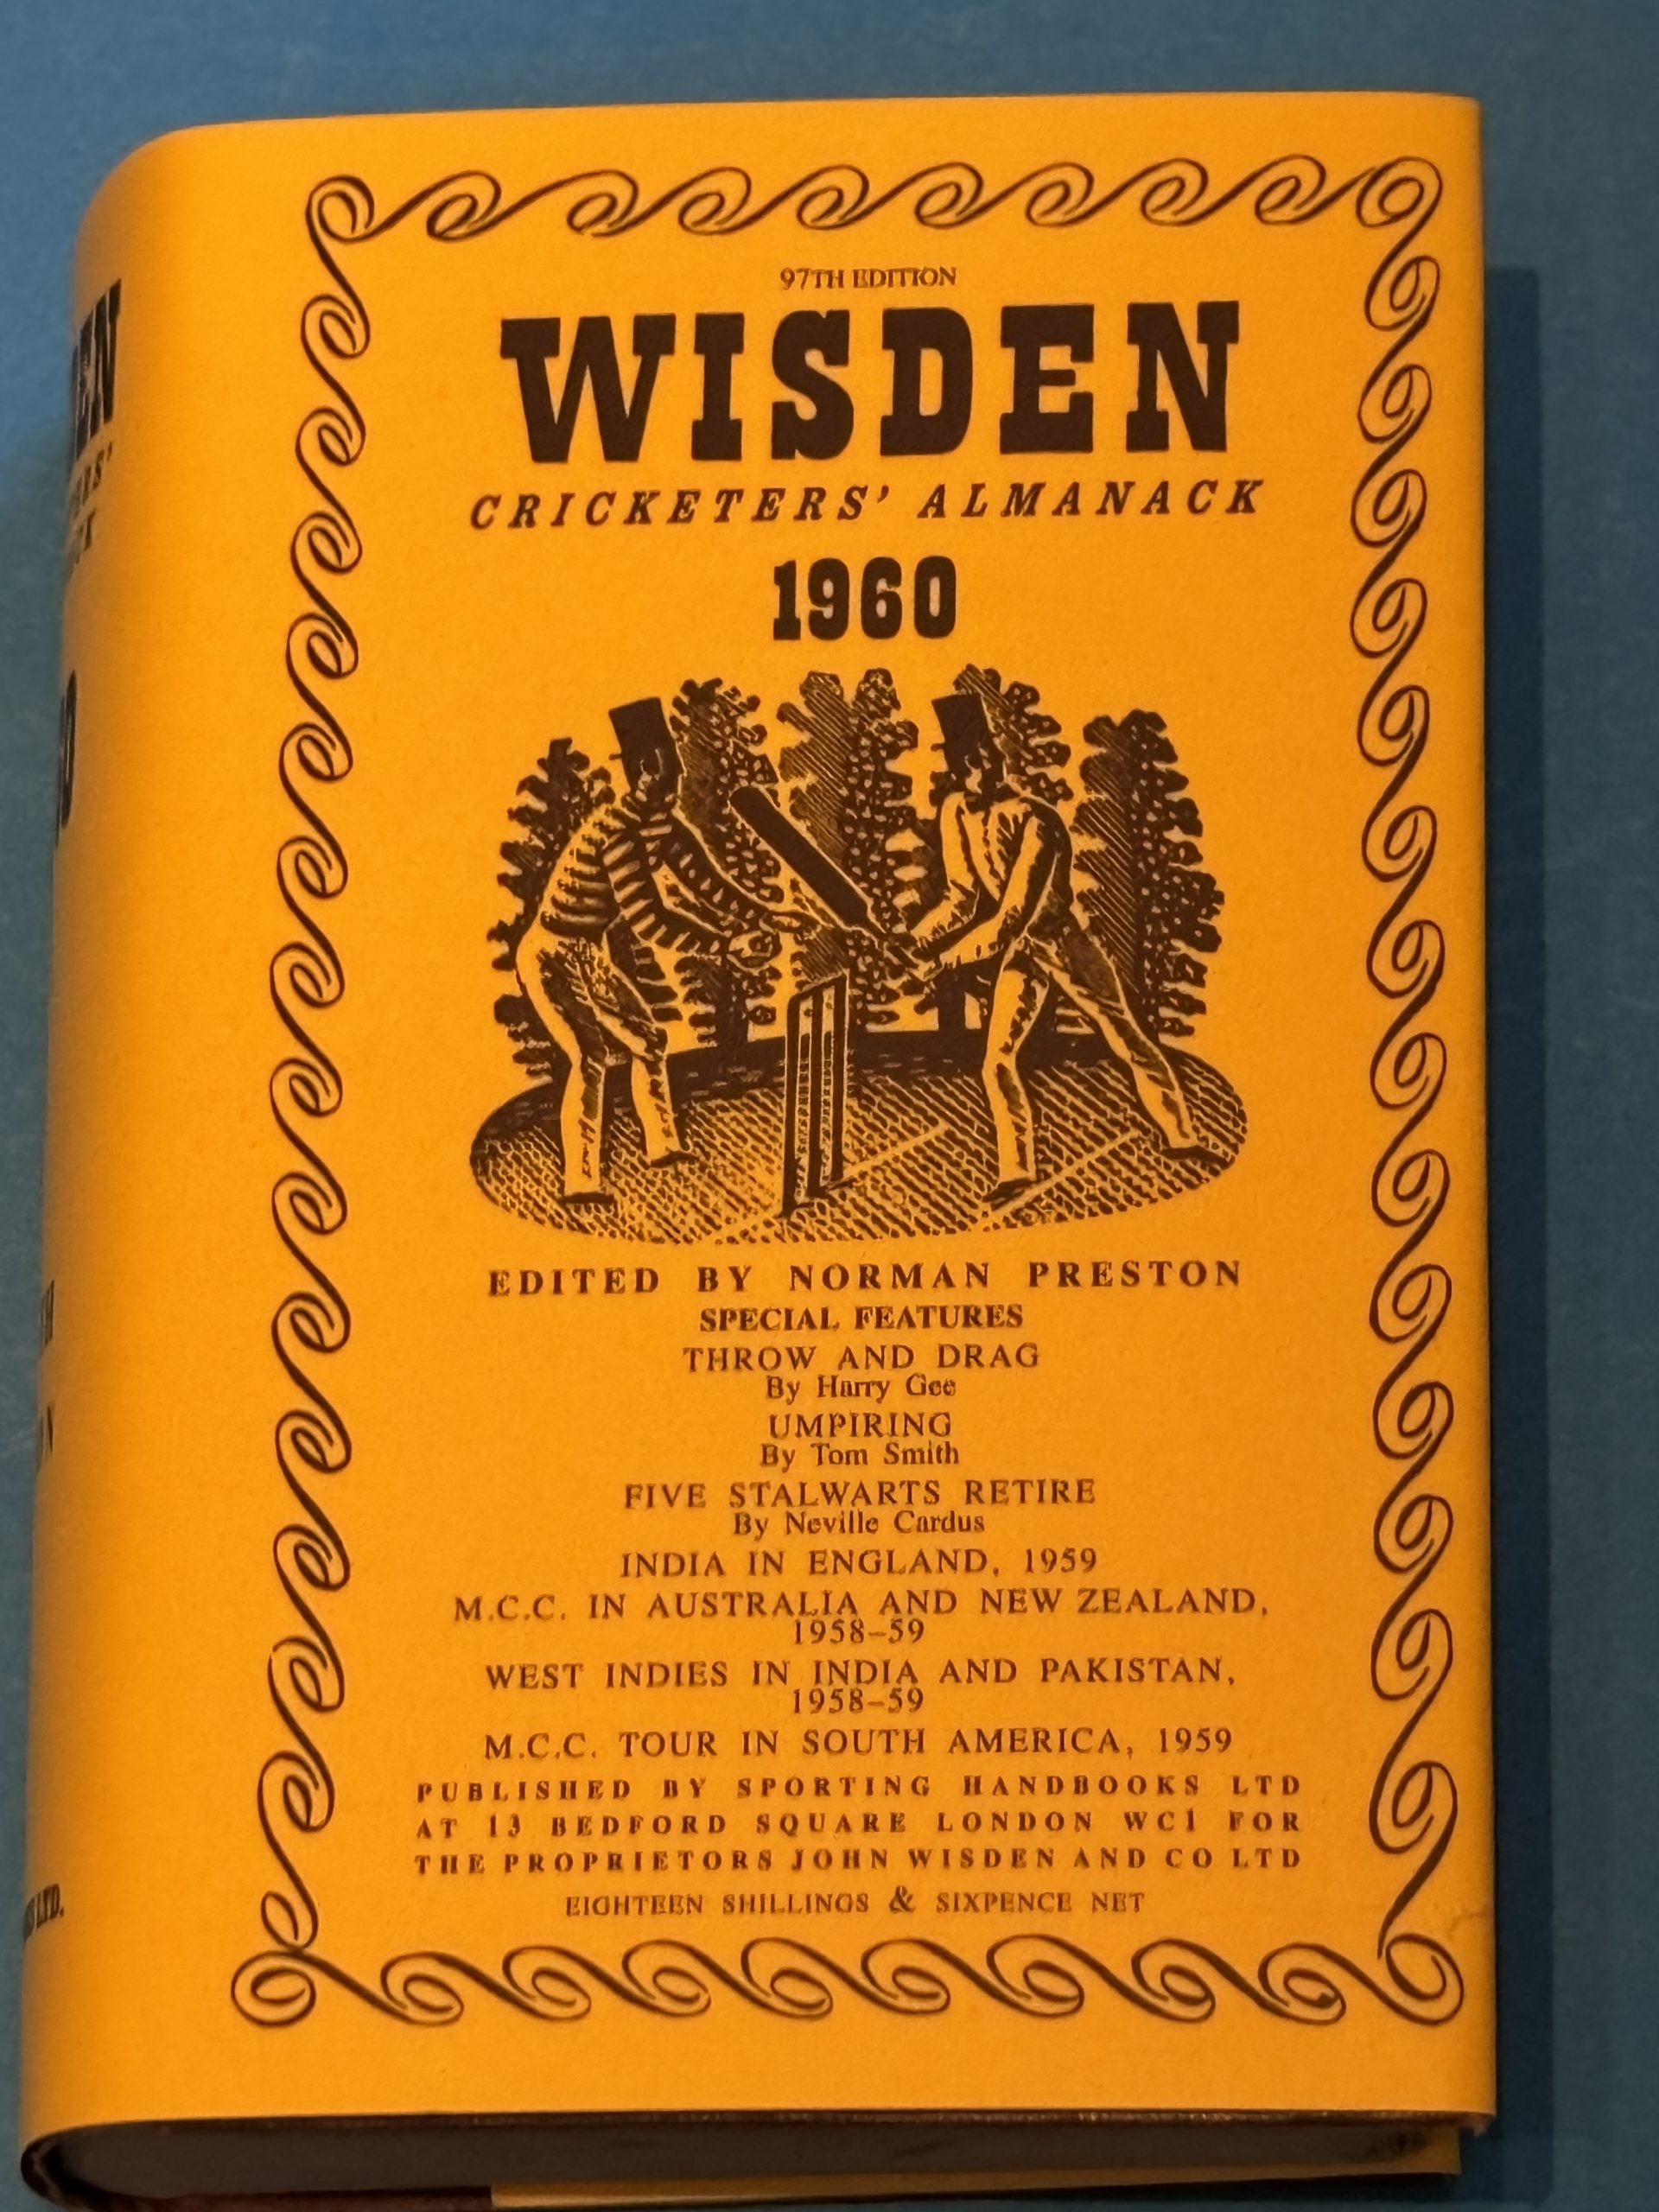 97TH EDITION
WISDEN
CRICKETERS' ALMANACK
1960
EDITED BY NORMAN PRESTON
SPECIAL FEATURES
THROW AND DRAG
By Harry Gee
UMPIRING
By Tom Smith
FIVE STALWARTS RETIRE
By Neville Cardus
INDIA IN ENGLAND, 1959
M.C.C. IN AUSTRALIA AND NEW ZEALAND,
1958–59
WEST INDIES IN INDIA AND PAKISTAN,
1958–59
M.C.C. TOUR IN SOUTH AMERICA, 1959
PUBLISHED BY SPORTING HANDBOOKS LTD
AT 13 BEDFORD SQUARE LONDON WC1 FOR
THE PROPRIETORS JOHN WISDEN AND CO LTD
EIGHTEEN SHILLINGS & SIXPENCE NET
LTD.